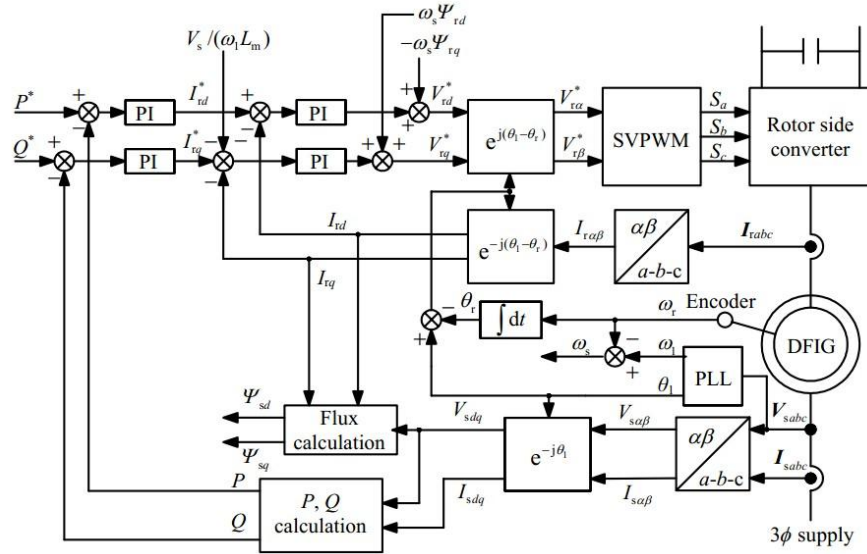 ω_sΨ_rd
V_s /(ω_1L_m)
−ω_sΨ_rq
P* + − PI I*_rd + − PI + + V*_rd e^{j(θ_1−θ_r)} V*_rα SVPWM S_a Rotor side converter
Q* + − PI I*_rq − − − PI + + V*_rq V*_rβ S_b
S_c
I_rd e^{−j(θ_1−θ_r)} I_rαβ αβ a-b-c I_rabc
I_rq
− θ_r ∫dt ω_r Encoder
+ ω_s − + ω_1 PLL DFIG
θ_1
Ψ_sd Flux calculation V_sdq e^{−jθ_1} V_sαβ αβ a-b-c V_sabc
Ψ_sq I_sabc
P P, Q calculation I_sdq I_sαβ
Q
3ϕ supply